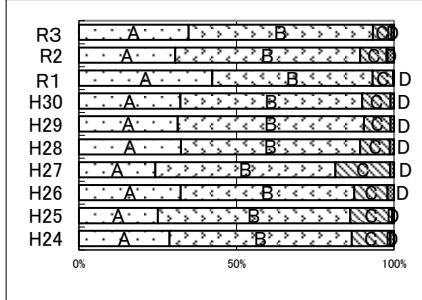 R3 A B C D
R2 A B C D
R1 A B C D
H30 A B C D
H29 A B C D
H28 A B C D
H27 A B C D
H26 A B C D
H25 A B C D
H24 A B C D
0% 50% 100%